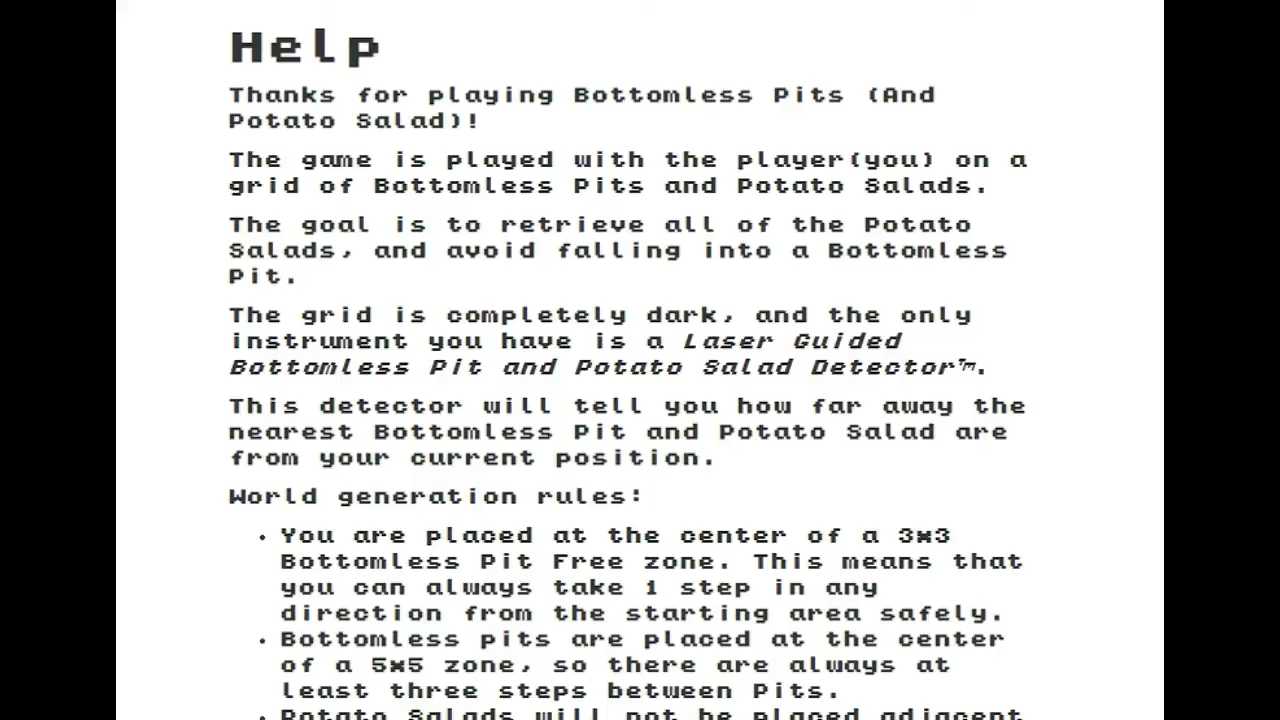 Help
Thanks for playing Bottomless Pits (And
Potato Salad)!
The game is played with the player(you) on a
grid of Bottomless Pits and Potato Salads.
The goal is to retrieve all of the Potato
Salads, and avoid falling into a Bottomless
Pit.
The grid is completely dark, and the only
instrument you have is a Laser Guided
Bottomless Pit and Potato Salad Detector™.
This detector will tell you how far away the
nearest Bottomless Pit and Potato Salad are
from your current position.
World generation rules:
• You are placed at the center of a 3x3
Bottomless Pit Free zone. This means that
you can always take 1 step in any
direction from the starting area safely.
• Bottomless pits are placed at the center
of a 5x5 zone, so there are always at
least three steps between Pits.
• Potato Salads will not be placed adjacent